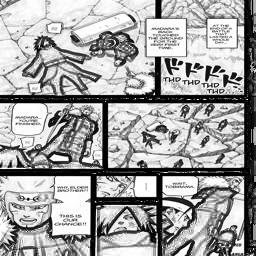 AT THE
END OF A
BATTLE
THAT
LASTED A
WHOLE
DAY...
MADARA'S
BACK
TOUCHED
THE GROUND
FOR THE
VERY FIRST
TIME.
ドドドド
THD
THD
THD
THD...
MADARA...
YOU'RE
FINISHED.
WAIT,
TOBIRAMA.
!
WHY, ELDER
BROTHER?!
THIS IS
OUR
CHANCE!!